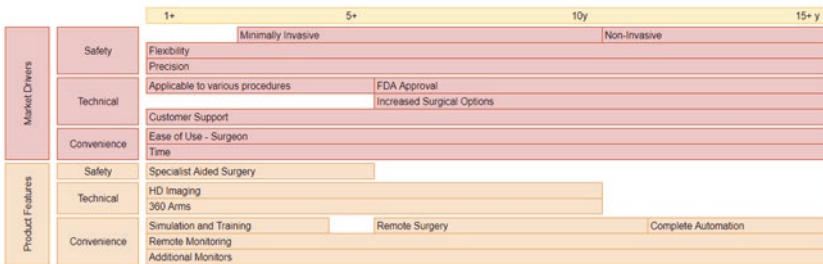 1+ 5+ 10y 15+ y
Market Drivers
Safety
Minimally Invasive Non-Invasive
Flexibility
Precision
Technical
Applicable to various procedures FDA Approval
Increased Surgical Options
Customer Support
Convenience
Ease of Use - Surgeon
Time
Product Features
Safety
Specialist Aided Surgery
Technical
HD Imaging
360 Arms
Convenience
Simulation and Training Remote Surgery Complete Automation
Remote Monitoring
Additional Monitors